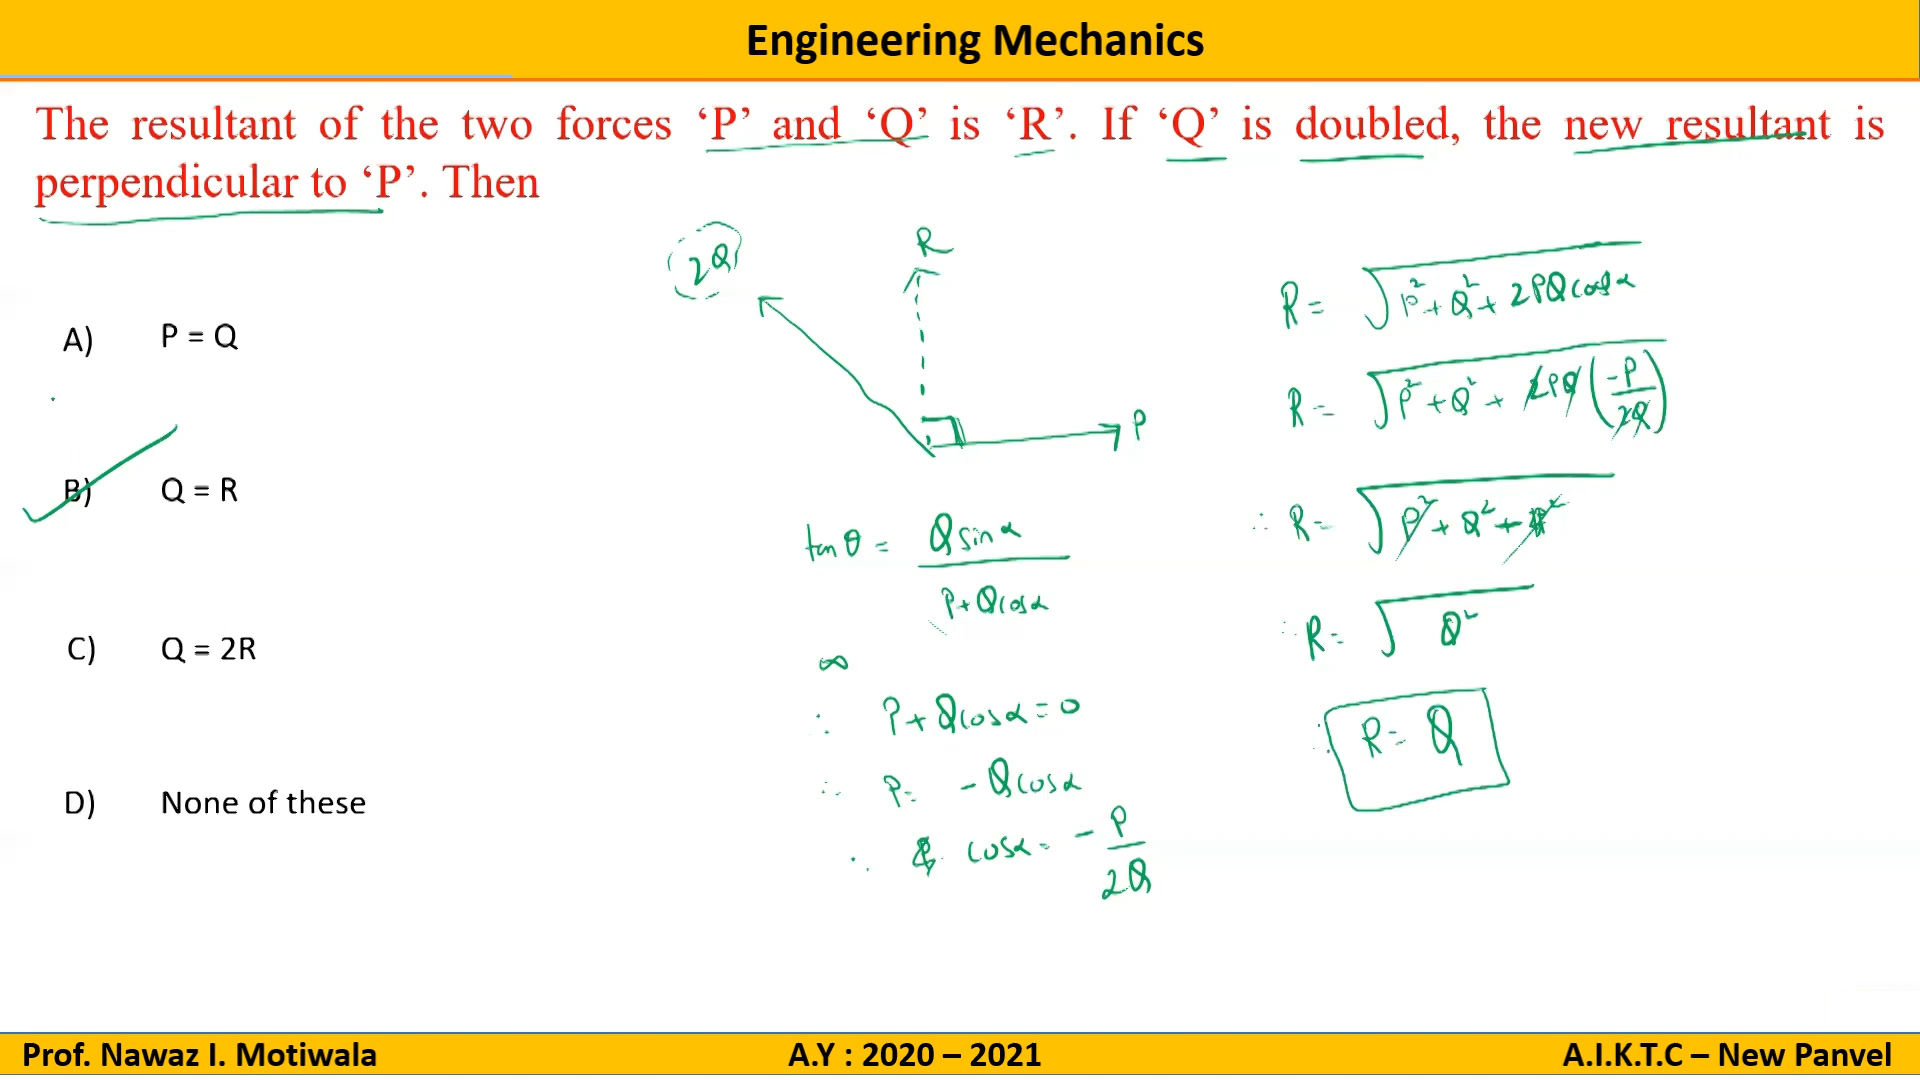 Engineering Mechanics
The resultant of the two forces ‘P’ and ‘Q’ is ‘R’. If ‘Q’ is doubled, the new resultant is
perpendicular to ‘P’. Then
A) P = Q
B) Q = R
C) Q = 2R
D) None of these
2Q
R
P
tan θ = Q sin α / P + Q cos α
∞
∴ P + Q cos α = 0
∴ P = - Q cos α
∴ cos α = - P / 2Q
R = √P² + Q² + 2PQ cos α
R = √P² + Q² + 2PQ (-P / 2Q)
∴ R = √P² + Q² +
∴ R = √Q²
∴ R = Q
Prof. Nawaz I. Motiwala
A.Y : 2020 – 2021
A.I.K.T.C – New Panvel